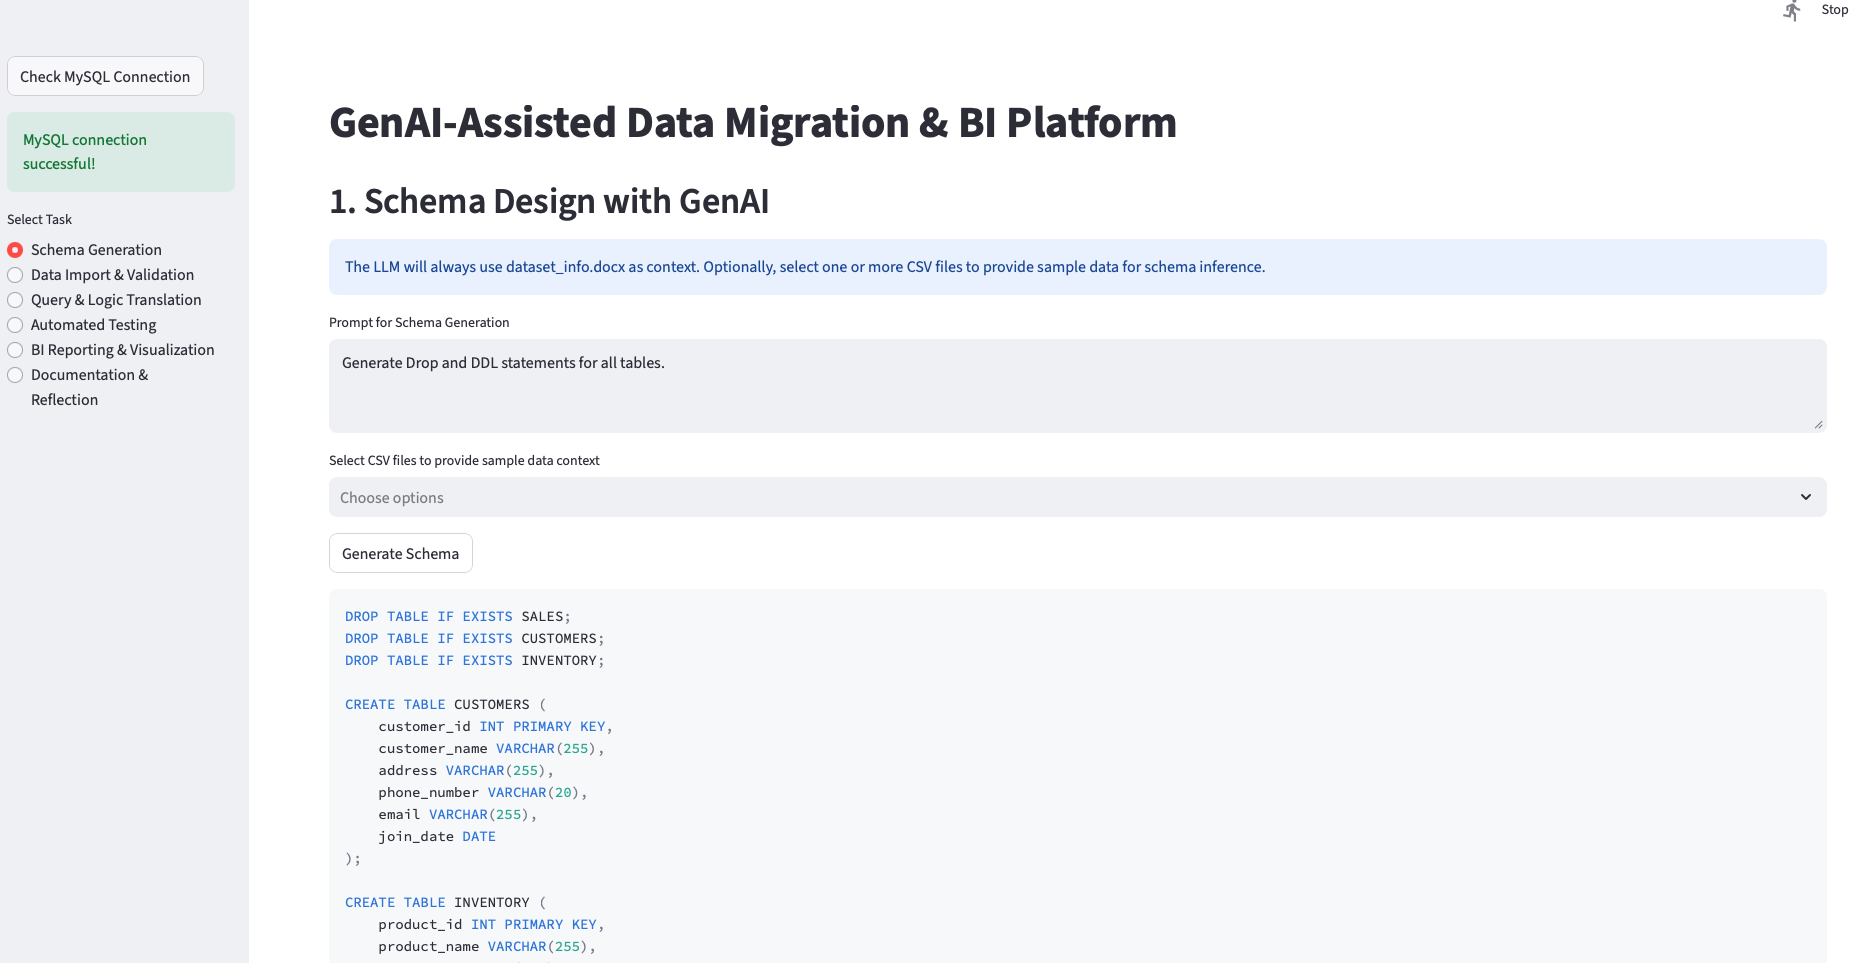 Stop
Check MySQL Connection
MySQL connection
successful!
Select Task
Schema Generation
Data Import & Validation
Query & Logic Translation
Automated Testing
BI Reporting & Visualization
Documentation &
Reflection
GenAI-Assisted Data Migration & BI Platform
1. Schema Design with GenAI
The LLM will always use dataset_info.docx as context. Optionally, select one or more CSV files to provide sample data for schema inference.
Prompt for Schema Generation
Generate Drop and DDL statements for all tables.
Select CSV files to provide sample data context
Choose options
Generate Schema
DROP TABLE IF EXISTS SALES;
DROP TABLE IF EXISTS CUSTOMERS;
DROP TABLE IF EXISTS INVENTORY;
CREATE TABLE CUSTOMERS (
    customer_id INT PRIMARY KEY,
    customer_name VARCHAR(255),
    address VARCHAR(255),
    phone_number VARCHAR(20),
    email VARCHAR(255),
    join_date DATE
);
CREATE TABLE INVENTORY (
    product_id INT PRIMARY KEY,
    product_name VARCHAR(255),